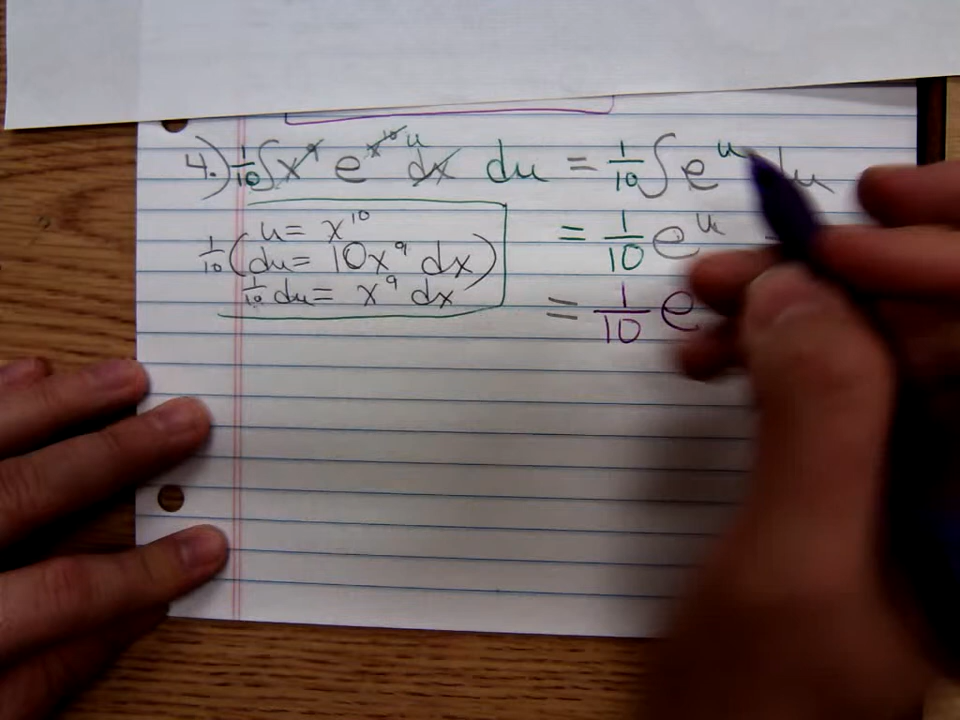 4.) 1/10 ∫ x⁹ e^x¹⁰ u dx du = 1/10 ∫ e^u du
u = x¹⁰
= 1/10 e^u
1/10 (du = 10x⁹ dx)
1/10 du = x⁹ dx
= 1/10 e